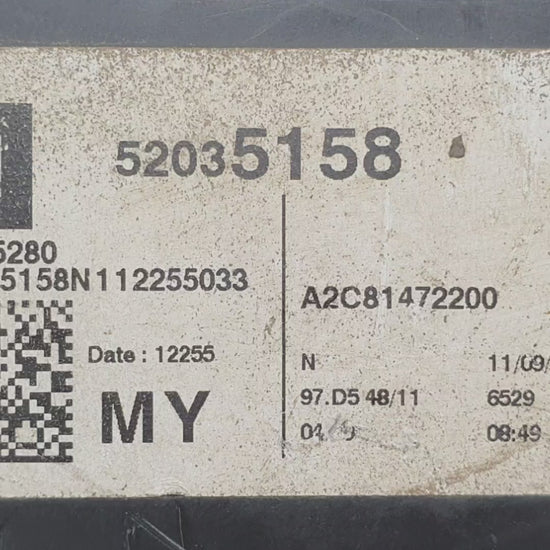 52035158
5280
5158N112255033
A2C81472200
Date : 12255
N 11/09/
MY
97.D5 48/11 6529
08:49